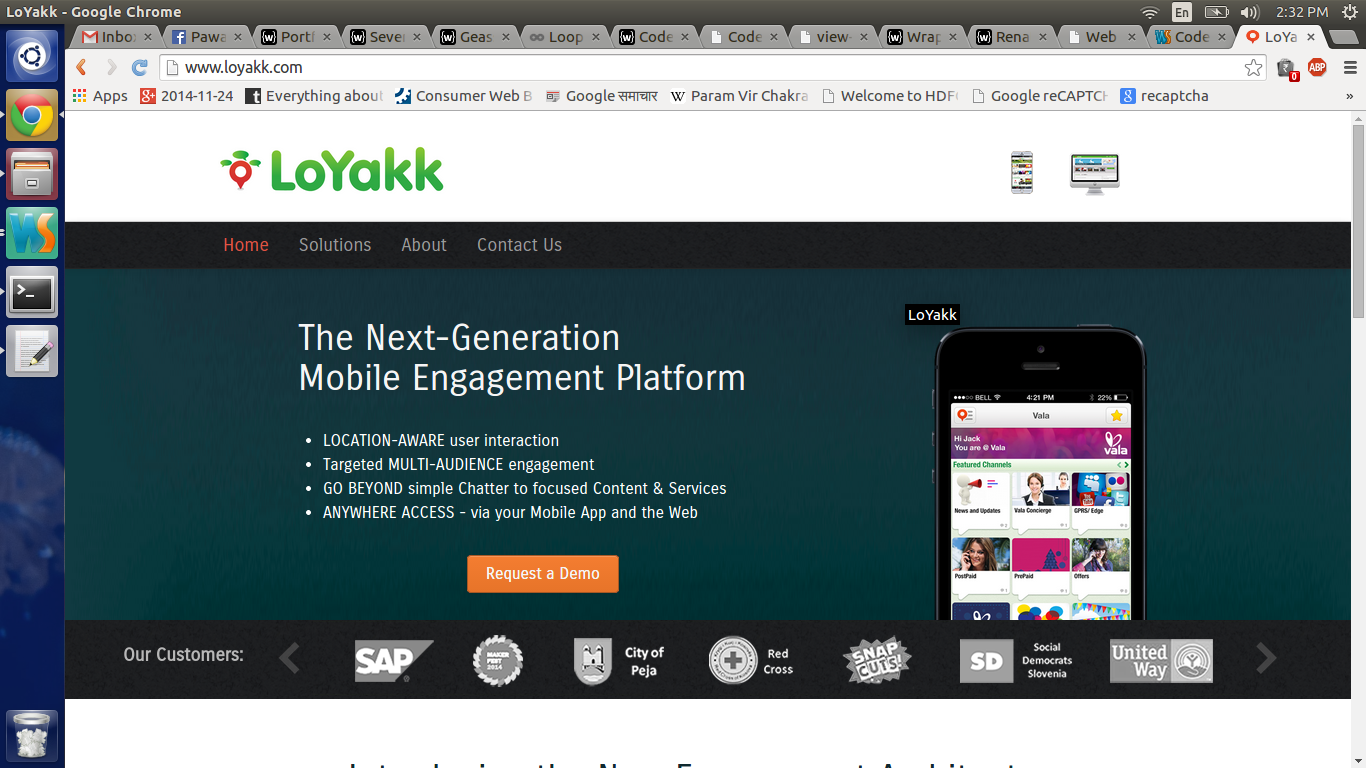 LoYakk - Google Chrome
En
2:32 PM
Inbo
Pawa
Portf
Sever
Geas
Loop
Code
Code
view-
Wrap
Rena
Web
Code
LoYa
www.loyakk.com
0
ABP
Apps
2014-11-24
Everything about
Consumer Web B
Google समाचार
Param Vir Chakra
Welcome to HDF
Google reCAPTCH
recaptcha
»
LoYakk
Home
Solutions
About
Contact Us
The Next-Generation
Mobile Engagement Platform
• LOCATION-AWARE user interaction
• Targeted MULTI-AUDIENCE engagement
• GO BEYOND simple Chatter to focused Content & Services
• ANYWHERE ACCESS - via your Mobile App and the Web
Request a Demo
LoYakk
BELL
4:21 PM
22%
Vala
Hi Jack
You are @ Vala
vala
Featured Channels
News and Updates
Vala Concierge
GPRS/ Edge
PostPaid
PrePaid
Offers
Our Customers:
SAP
MAKER
FEST
2014
City of
Peja
Red
Cross
SNAP
CUTS!
SD
Social
Democrats
Slovenia
United
Way